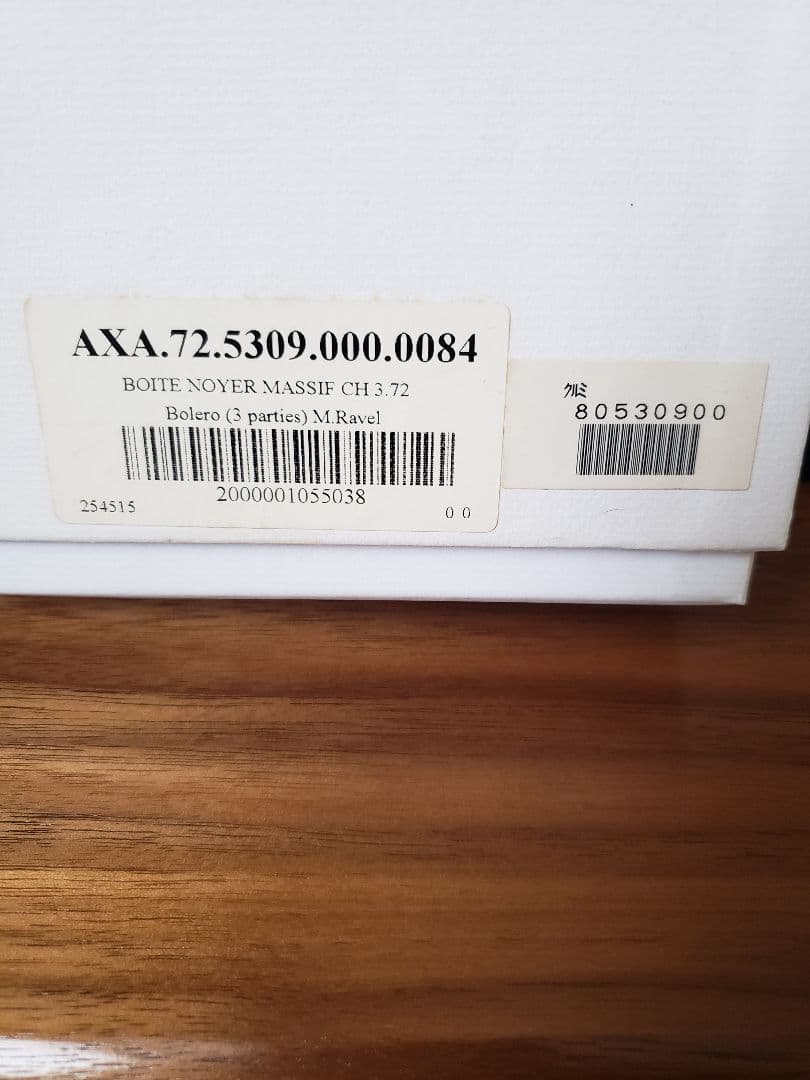 AXA.72.5309.000.0084
BOITE NOYER MASSIF CH 3.72
Bolero (3 parties) M.Ravel
2000001055038
254515
0 0
クルミ
80530900